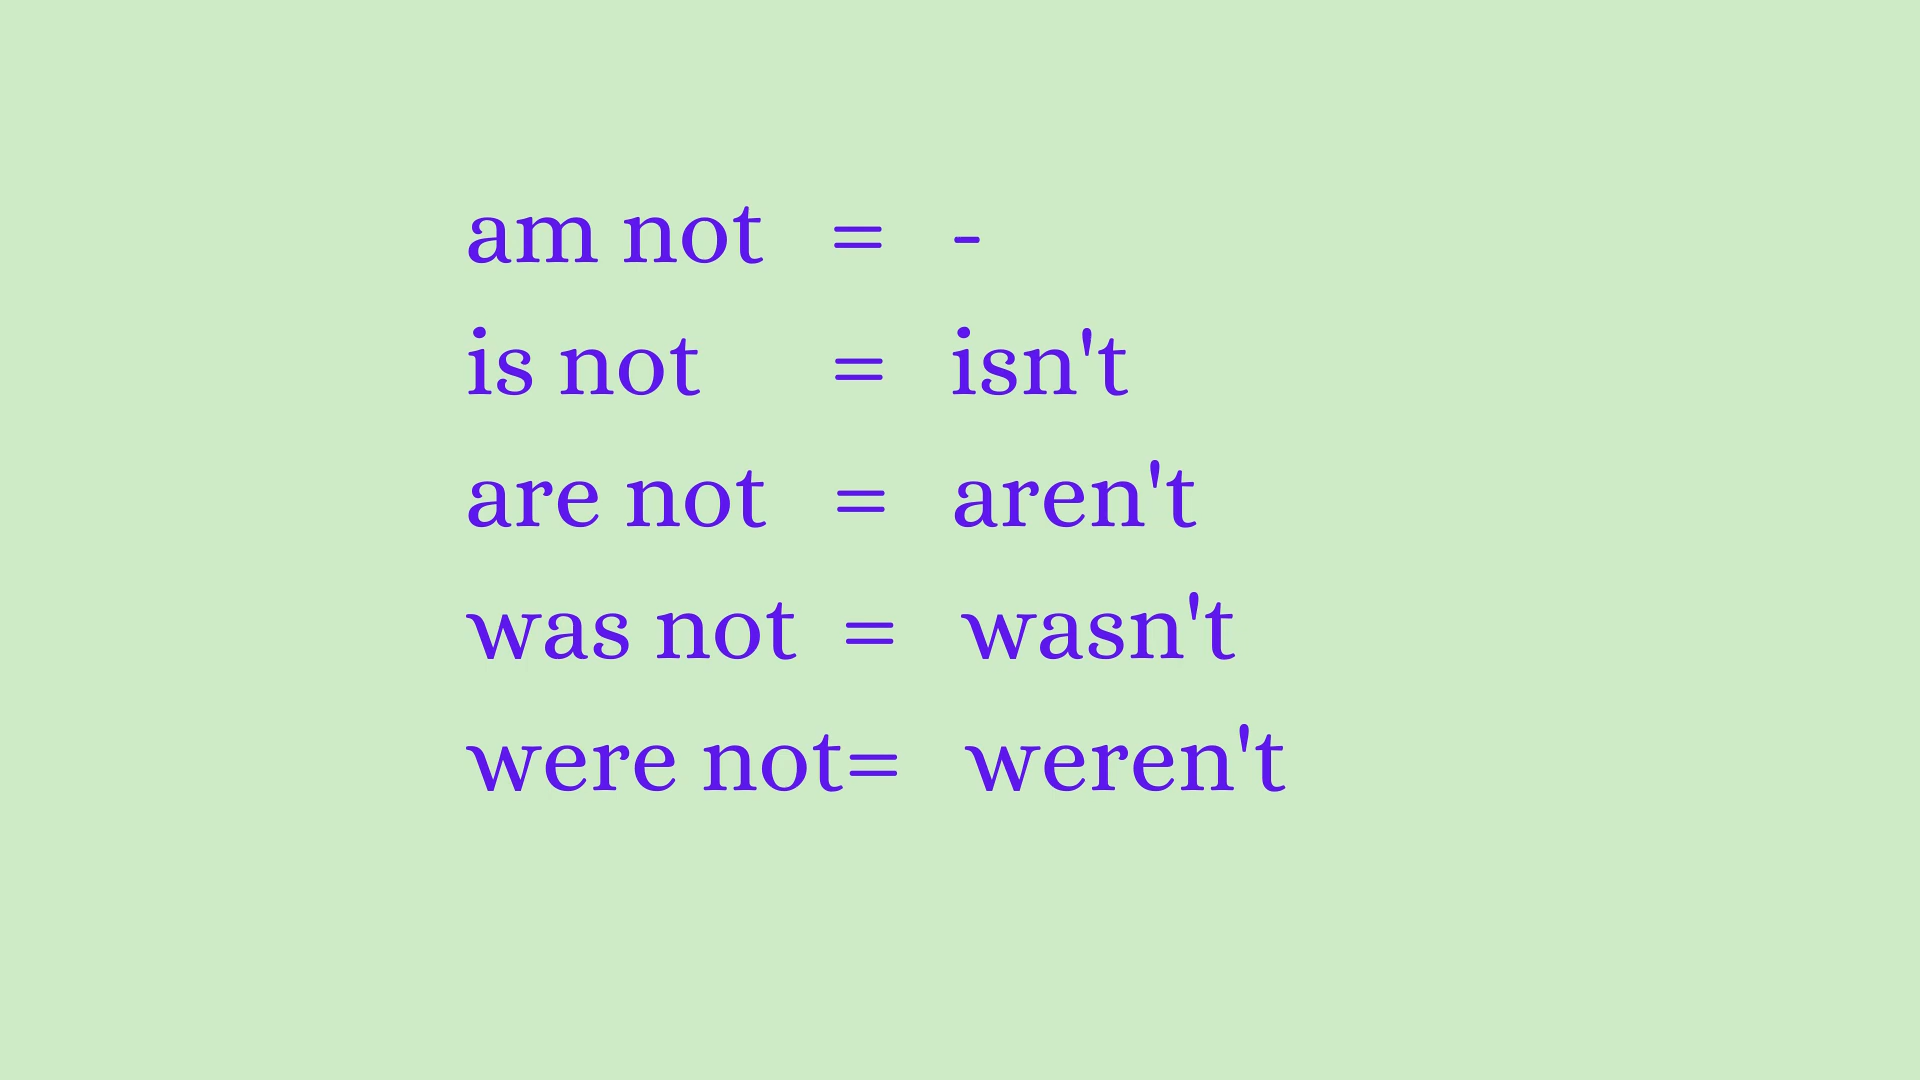 am not = -
is not = isn't
are not = aren't
was not = wasn't
were not= weren't